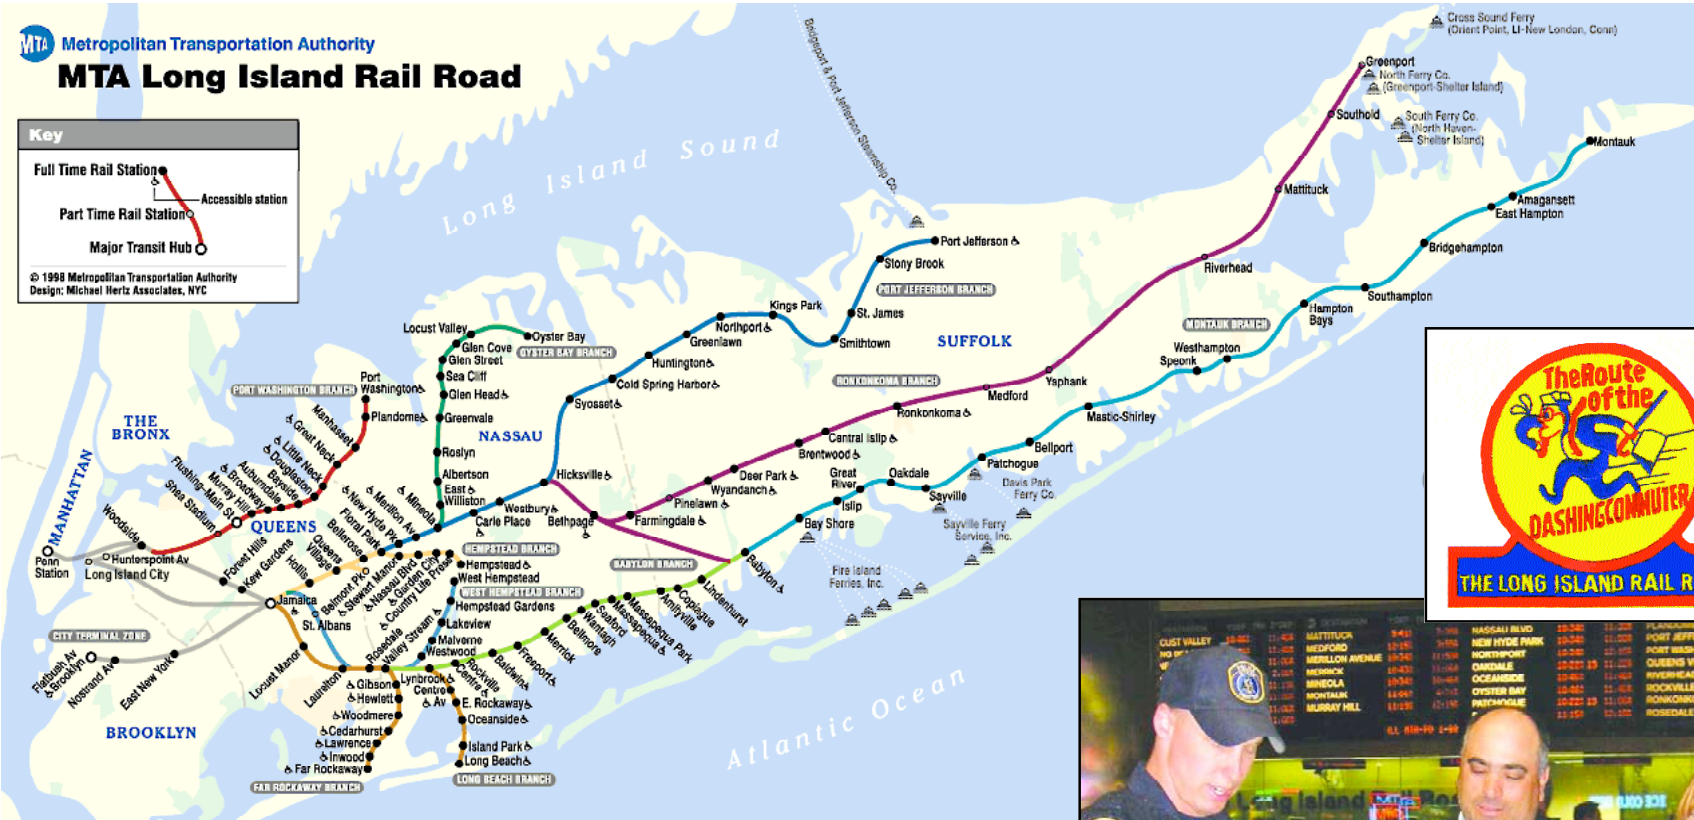 MTA Metropolitan Transportation Authority
MTA Long Island Rail Road
Key
Full Time Rail Station
Accessible station
Part Time Rail Station
Major Transit Hub
© 1998 Metropolitan Transportation Authority
Design: Michael Hertz Associates, NYC
Long Island Sound
Bridgeport & Port Jefferson Steamship Co.
Cross Sound Ferry
(Orient Point, LI-New London, Conn)
Greenport
North Ferry Co.
(Greenport-Shelter Island)
Southold
South Ferry Co.
(North Haven-
Shelter Island)
Montauk
Mattituck
Amagansett
East Hampton
Bridgehampton
Riverhead
Southampton
Hampton
Bays
MONTAUK BRANCH
Westhampton
Speonk
Port Jefferson
Stony Brook
PORT JEFFERSON BRANCH
St. James
Smithtown
Kings Park
Northport
Greenlawn
Huntington
Cold Spring Harbor
Syosset
SUFFOLK
RONKONKOMA BRANCH
Yaphank
Medford
Ronkonkoma
Mastic-Shirley
Central Islip
Brentwood
Deer Park
Wyandanch
Pinelawn
Farmingdale
Bethpage
Hicksville
Westbury
Carle Place
Great
River
Oakdale
Bellport
Patchogue
Sayville
Islip
Bay Shore
Babylon
Davis Park
Ferry Co.
Sayville Ferry
Service, Inc.
Fire Island
Ferries, Inc.
Locust Valley
Oyster Bay
OYSTER BAY BRANCH
Glen Cove
Glen Street
Sea Cliff
Glen Head
Greenvale
NASSAU
Roslyn
Albertson
East
Williston
PORT WASHINGTON BRANCH
Port
Washington
Plandome
Manhasset
Great Neck
Little Neck
Douglaston
Bayside
Auburndale
Broadway
Murray Hill
Flushing-Main St
Shea Stadium
Woodside
THE
BRONX
MANHATTAN
QUEENS
Penn
Station
Hunterspoint Av
Long Island City
Forest Hills
Kew Gardens
Jamaica
Hollis
Queens
Village
Bellerose
Floral Park
New Hyde Pk
Merillon Av
Mineola
Belmont Pk
Stewart Manor
Nassau Blvd
Garden City
Country Life Press
HEMPSTEAD BRANCH
Hempstead
West Hempstead
WEST HEMPSTEAD BRANCH
Hempstead Gardens
Lakeview
Malverne
Westwood
BABYLON BRANCH
Lindenhurst
Copiague
Amityville
Massapequa Park
Massapequa
Seaford
Wantagh
Bellmore
Merrick
Freeport
Baldwin
Rockville
Centre
Lynbrook
Centre
Av
E. Rockaway
Oceanside
Island Park
Long Beach
LONG BEACH BRANCH
St. Albans
Rosedale
Valley Stream
Locust Manor
Laurelton
Gibson
Hewlett
Woodmere
Cedarhurst
Lawrence
Inwood
Far Rockaway
FAR ROCKAWAY BRANCH
CITY TERMINAL ZONE
Flatbush Av
Brooklyn
Nostrand Av
East New York
BROOKLYN
Atlantic Ocean
The Route
of the
DASHING COMMUTER
THE LONG ISLAND RAIL R
CUST VALLEY
MATTITUCK
MEDFORD
MERILLON AVENUE
MERRICK
MINEOLA
MONTAUK
MURRAY HILL
NASSAU BLVD
NEW HYDE PARK
NORTHPORT
OAKDALE
OCEANSIDE
OYSTER BAY
PATCHOGUE
PORT JEFF
PORT WASH
QUEENS V
RIVERHEA
ROCKVILL
RONKONK
ROSEDALE
Long Island Rail Ro